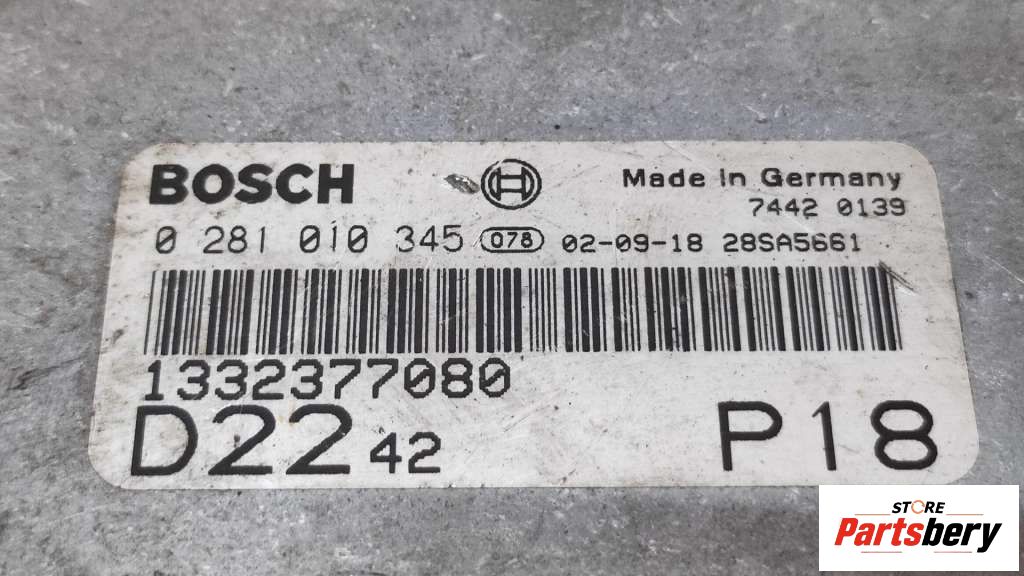 BOSCH Made in Germany
7442 0139
0 281 010 345 078 02-09-18 28SA5661
1332377080
D22 42 P18
STORE
Partsbery